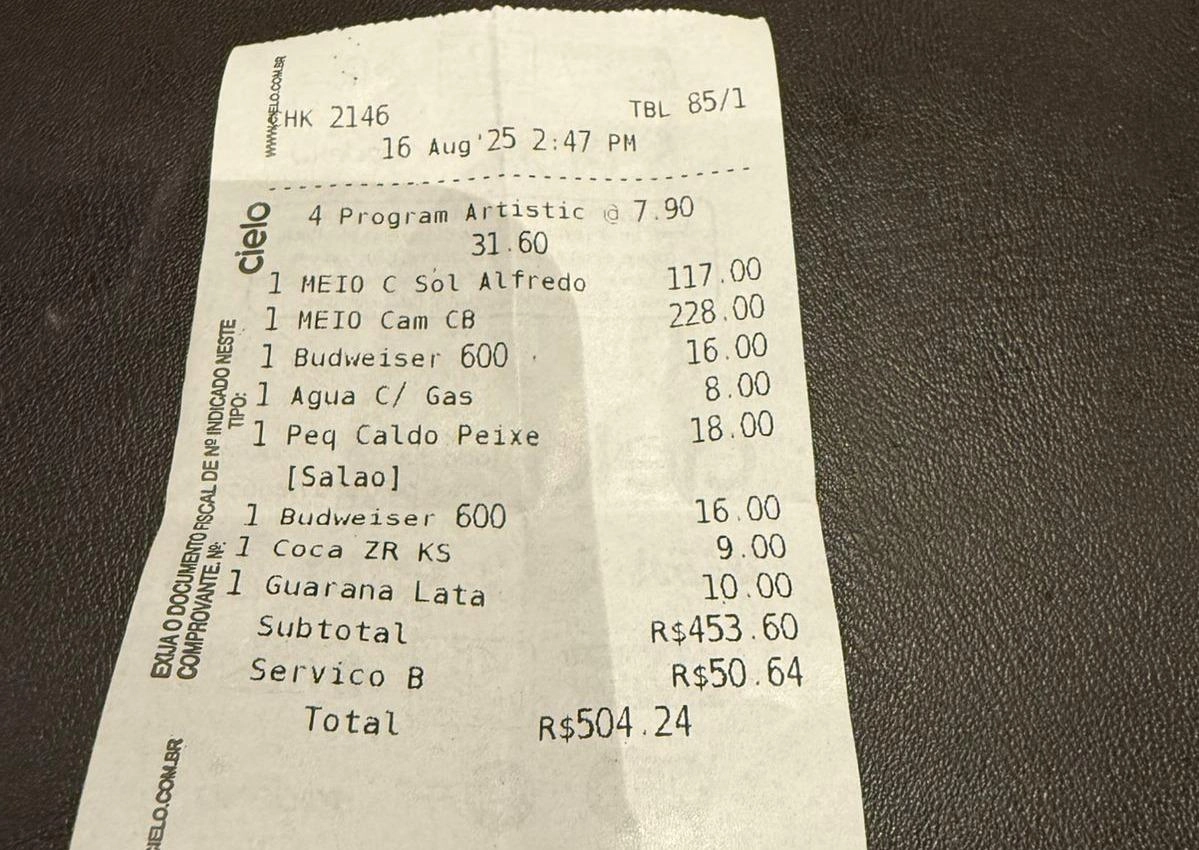 WWW.CIELO.COM.BR
CHK 2146 TBL 85/1
16 Aug'25 2:47 PM
cielo
4 Program Artistic @ 7.90
31.60
1 MEIO C Sol Alfredo 117.00
1 MEIO Cam CB 228.00
1 Budweiser 600 16.00
1 Agua C/ Gas 8.00
1 Peq Caldo Peixe 18.00
[Salao]
1 Budweiser 600 16.00
1 Coca ZR KS 9.00
1 Guarana Lata 10.00
Subtotal R$453.60
Servico B R$50.64
Total R$504.24
EXIJA O DOCUMENTO FISCAL DE Nº INDICADO NESTE
COMPROVANTE. Nº: TIPO:
CIELO.COM.BR